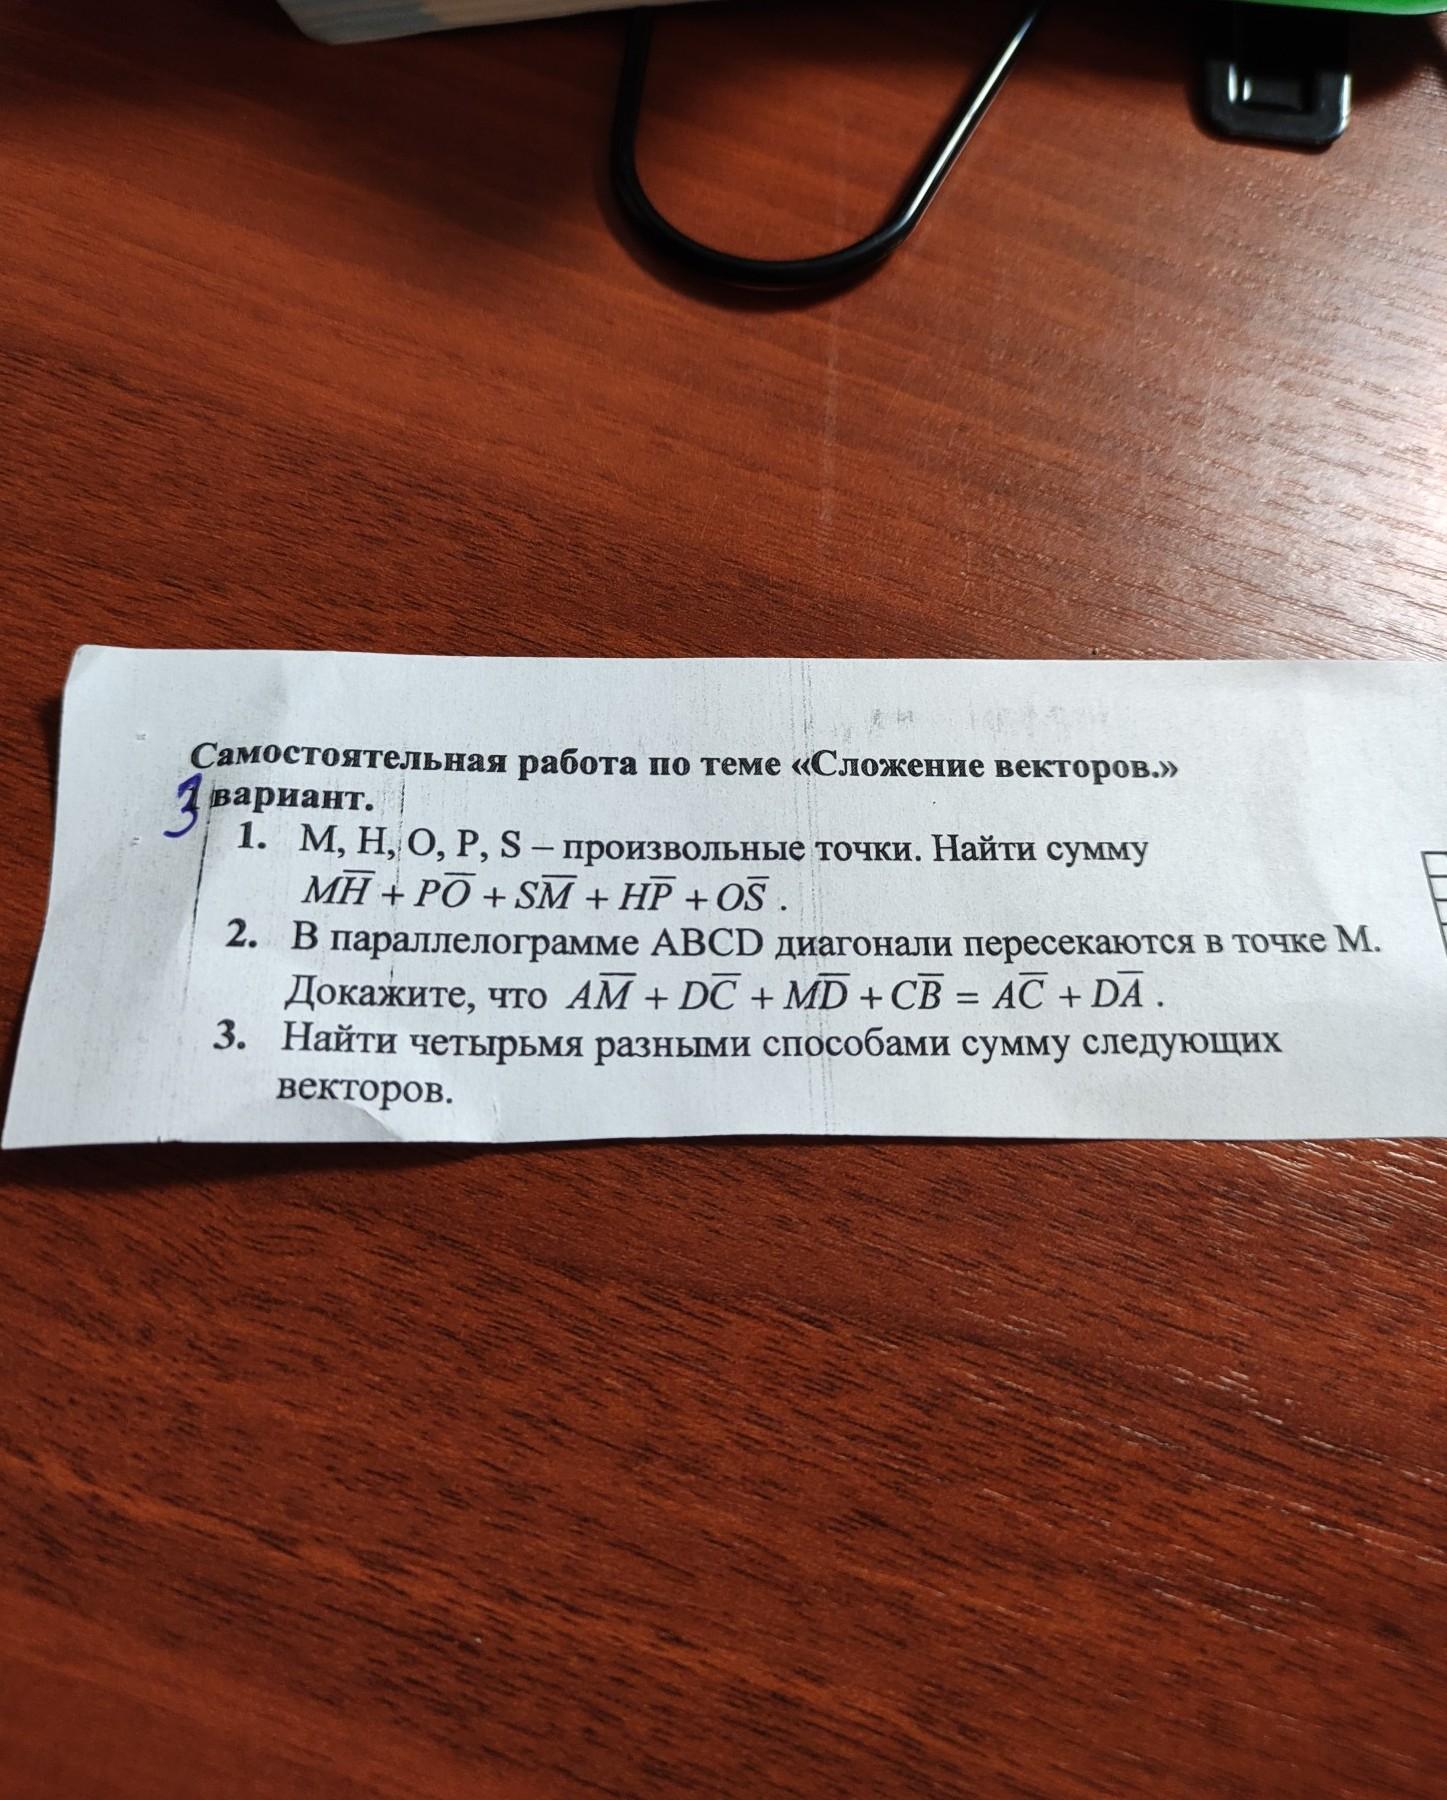 Самостоятельная работа по теме «Сложение векторов.»
3 вариант.
1. М, Н, О, Р, S – произвольные точки. Найти сумму
MH̅ + PO̅ + SM̅ + HP̅ + OS̅ .
2. В параллелограмме ABCD диагонали пересекаются в точке М.
Докажите, что AM̅ + DC̅ + MD̅ + CB̅ = AC̅ + DA̅ .
3. Найти четырьмя разными способами сумму следующих
векторов.